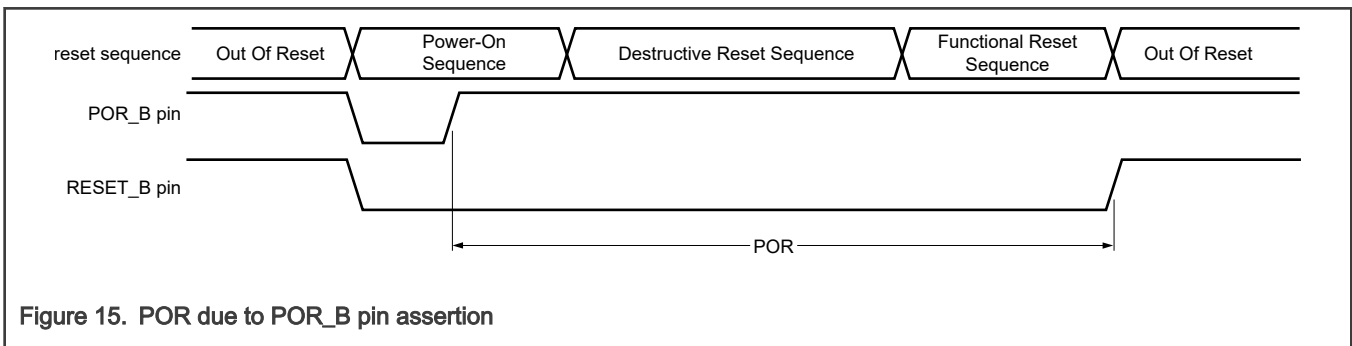 reset sequence
Out Of Reset
Power-On
Sequence
Destructive Reset Sequence
Functional Reset
Sequence
Out Of Reset
POR_B pin
RESET_B pin
POR
Figure 15. POR due to POR_B pin assertion